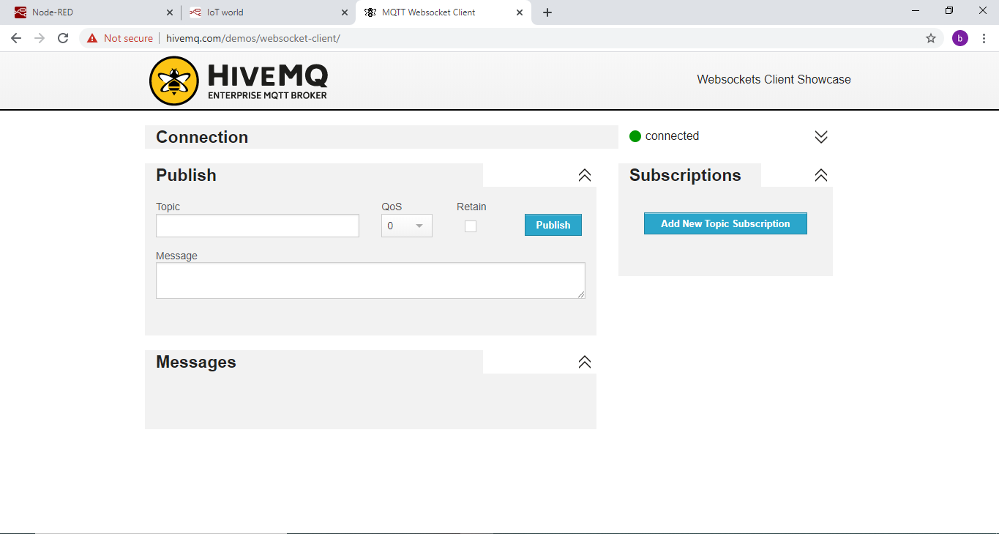 Node-RED
IoT world
MQTT Websocket Client
Not secure
hivemq.com/demos/websocket-client/
b
HIVEMQ
ENTERPRISE MQTT BROKER
Websockets Client Showcase
Connection
connected
Publish
Subscriptions
Topic
QoS
Retain
0
Publish
Add New Topic Subscription
Message
Messages